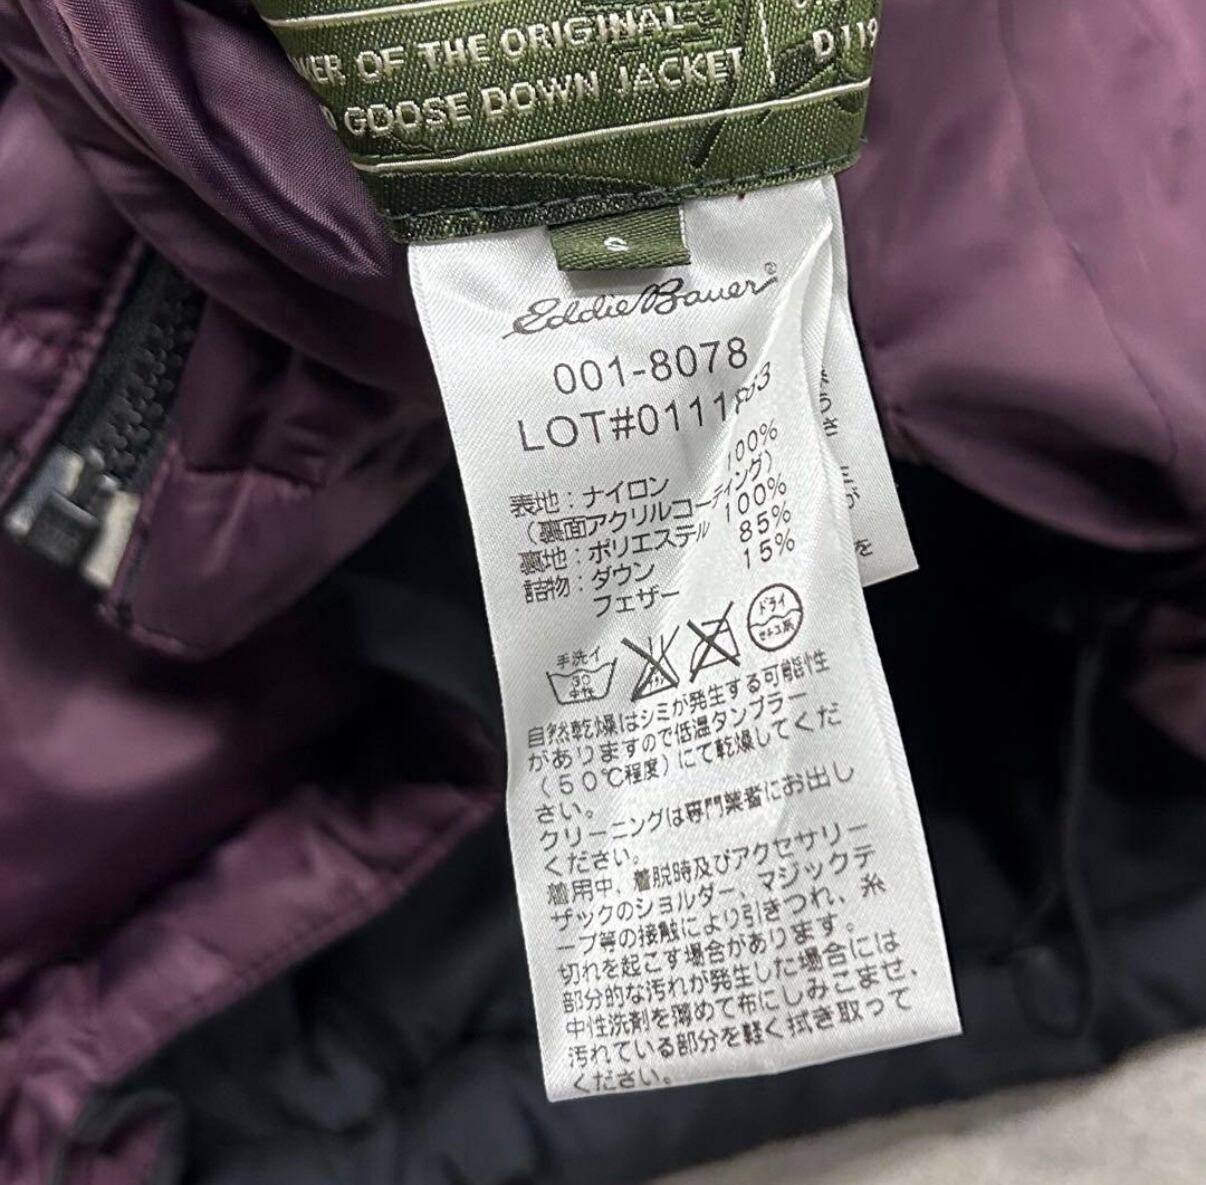 OF THE ORIGINAL
GOOSE DOWN JACKET
S
Eddie Bauer®
001-8078
表地:ナイロン 100%
(裏面アクリルコーティング)
裏地:ポリエステル 100%
詰物:ダウン 85%
フェザー 15%
手洗イ
30
中性
ドライ
セキユ系
自然乾燥はシミが発生する可能性
がありますので低温タンブラー
(50℃程度)にて乾燥してくだ
さい。
クリーニングは専門業者にお出し
ください。
着用中、着脱時及びアクセサリー
ザックのショルダー、マジックテ
ープ等の接触により引きつれ、糸
切れを起こす場合があります。
部分的な汚れが発生した場合には
中性洗剤を薄めて布にしみこませ、
汚れている部分を軽く拭き取って
ください。
を